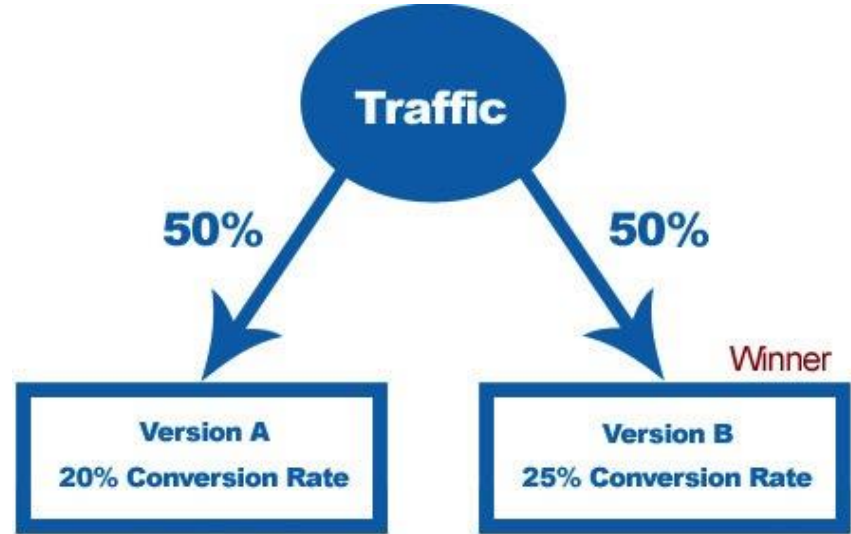 Traffic
50%
50%
Winner
Version A
20% Conversion Rate
Version B
25% Conversion Rate